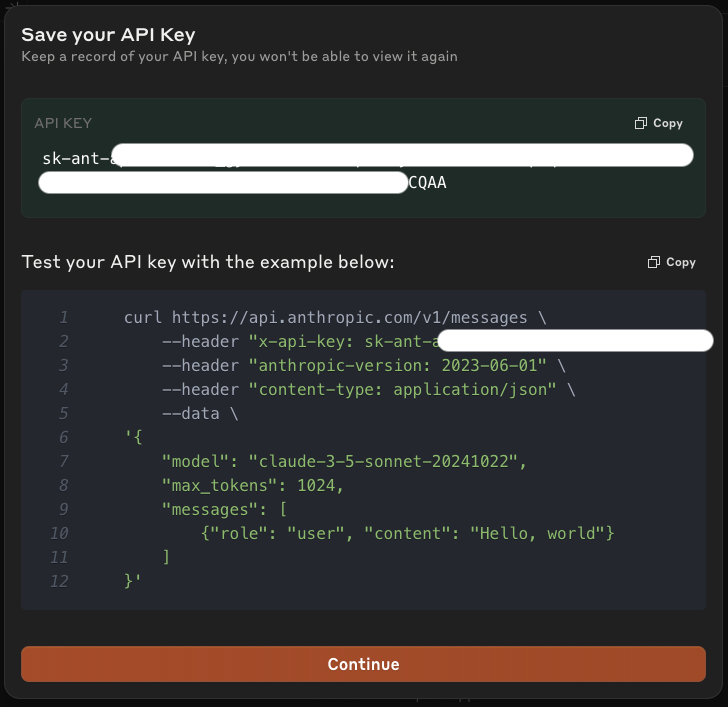 Save your API Key
Keep a record of your API key, you won't be able to view it again
API KEY
Copy
sk-ant-
CQAA
Test your API key with the example below:
Copy
1 curl https://api.anthropic.com/v1/messages \
2 --header "x-api-key: sk-ant-a
3 --header "anthropic-version: 2023-06-01" \
4 --header "content-type: application/json" \
5 --data \
6 '{
7 "model": "claude-3-5-sonnet-20241022",
8 "max_tokens": 1024,
9 "messages": [
10 {"role": "user", "content": "Hello, world"}
11 ]
12 }'
Continue